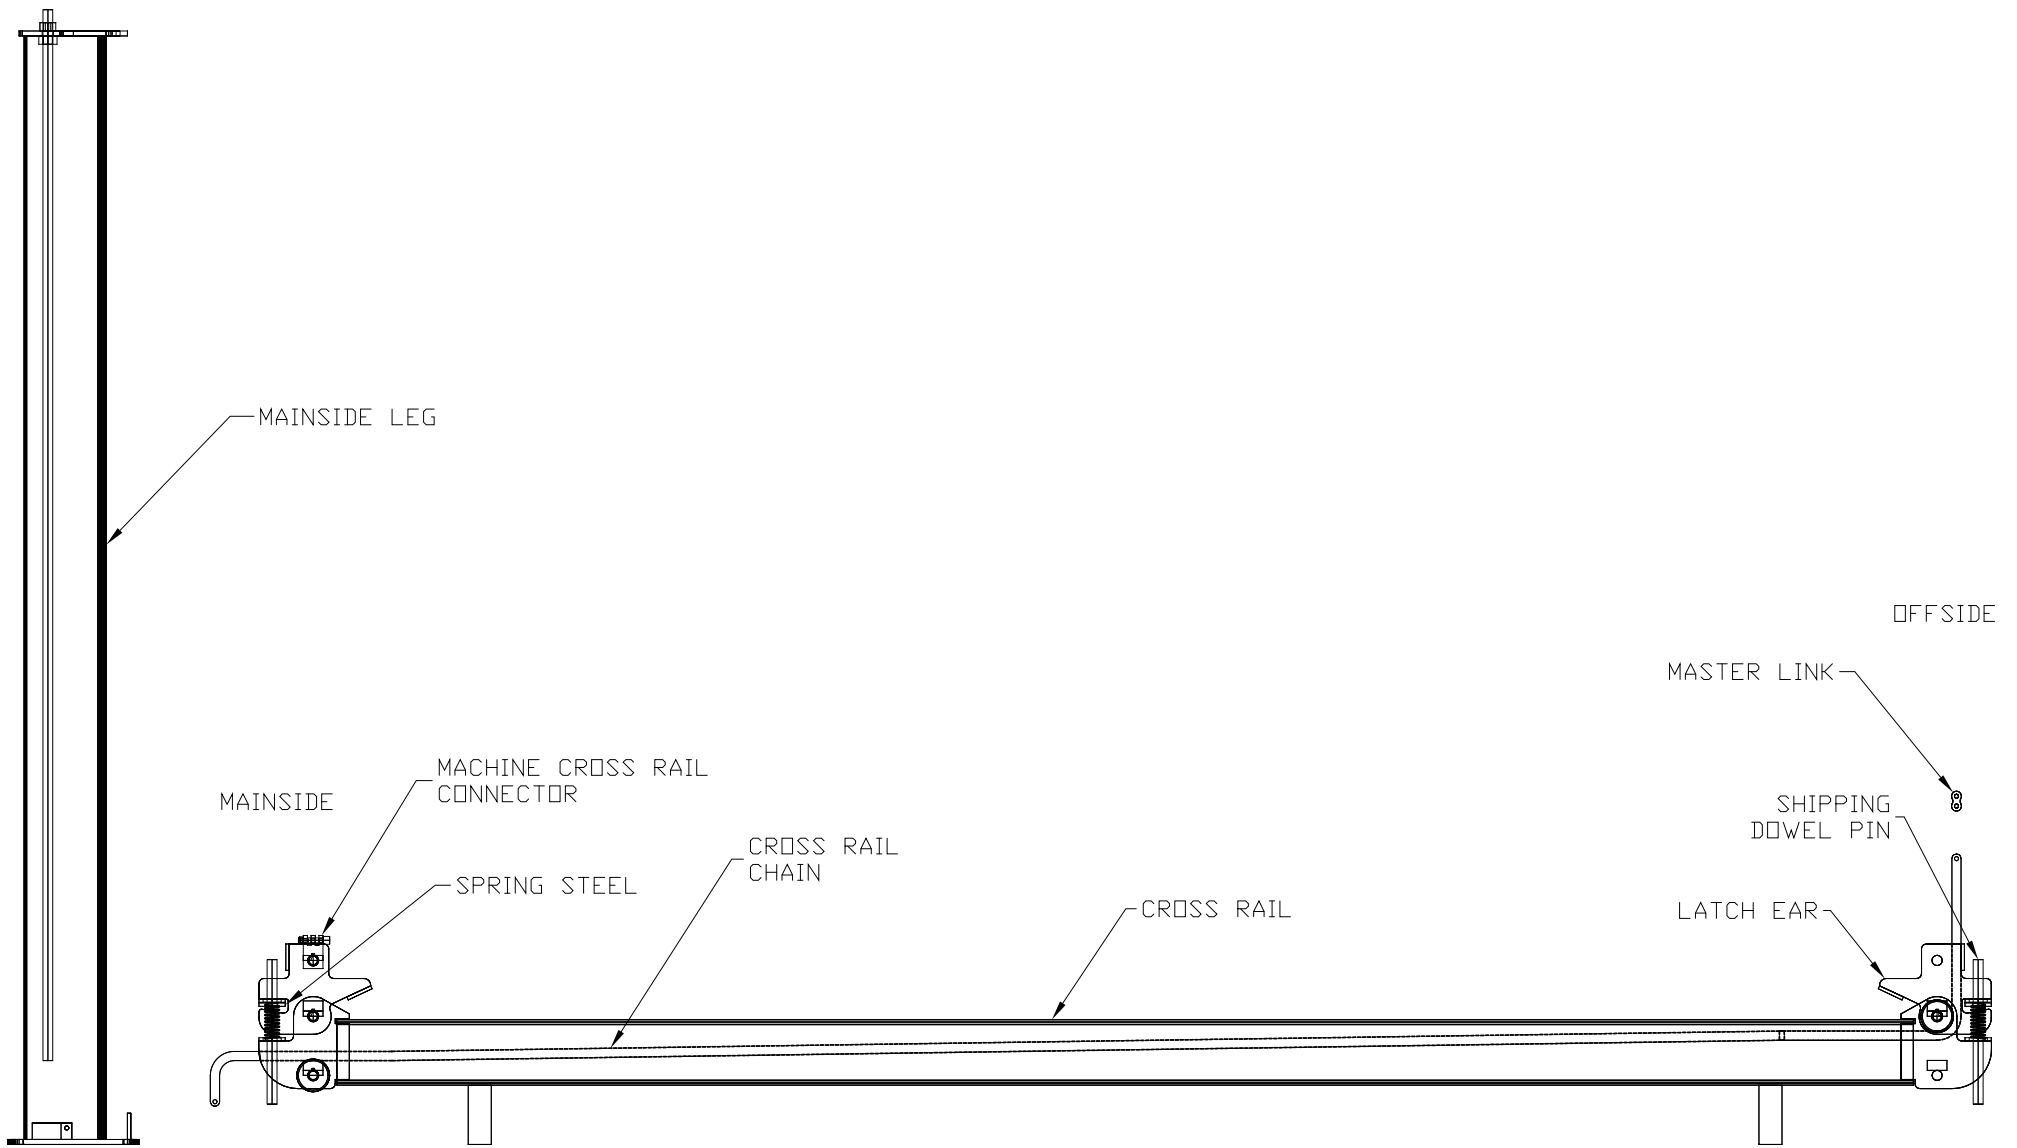 MAINSIDE LEG
OFFSIDE
MASTER LINK
MACHINE CROSS RAIL
CONNECTOR
MAINSIDE
SHIPPING
DOWEL PIN
CROSS RAIL
CHAIN
SPRING STEEL
CROSS RAIL
LATCH EAR